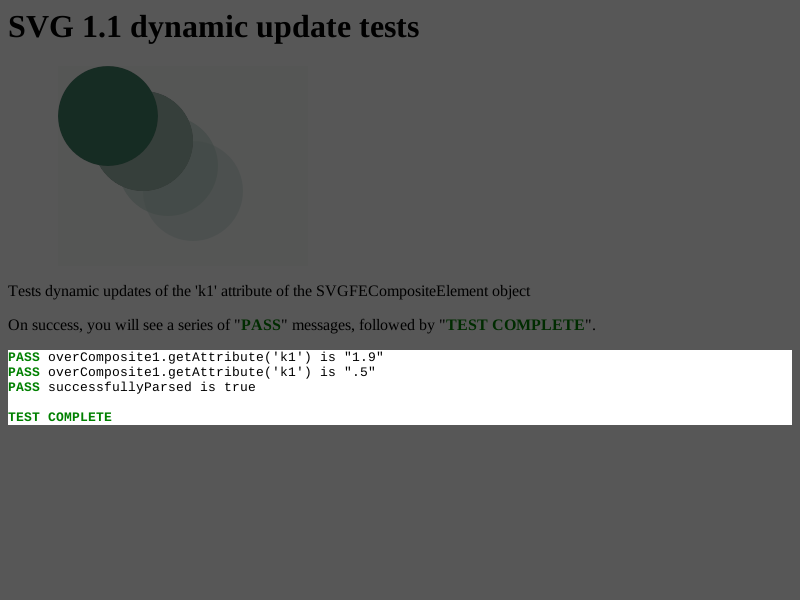 SVG 1.1 dynamic update tests
Tests dynamic updates of the 'k1' attribute of the SVGFECompositeElement object
On success, you will see a series of "PASS" messages, followed by "TEST COMPLETE".
PASS overComposite1.getAttribute('k1') is "1.9"
PASS overComposite1.getAttribute('k1') is ".5"
PASS successfullyParsed is true
TEST COMPLETE